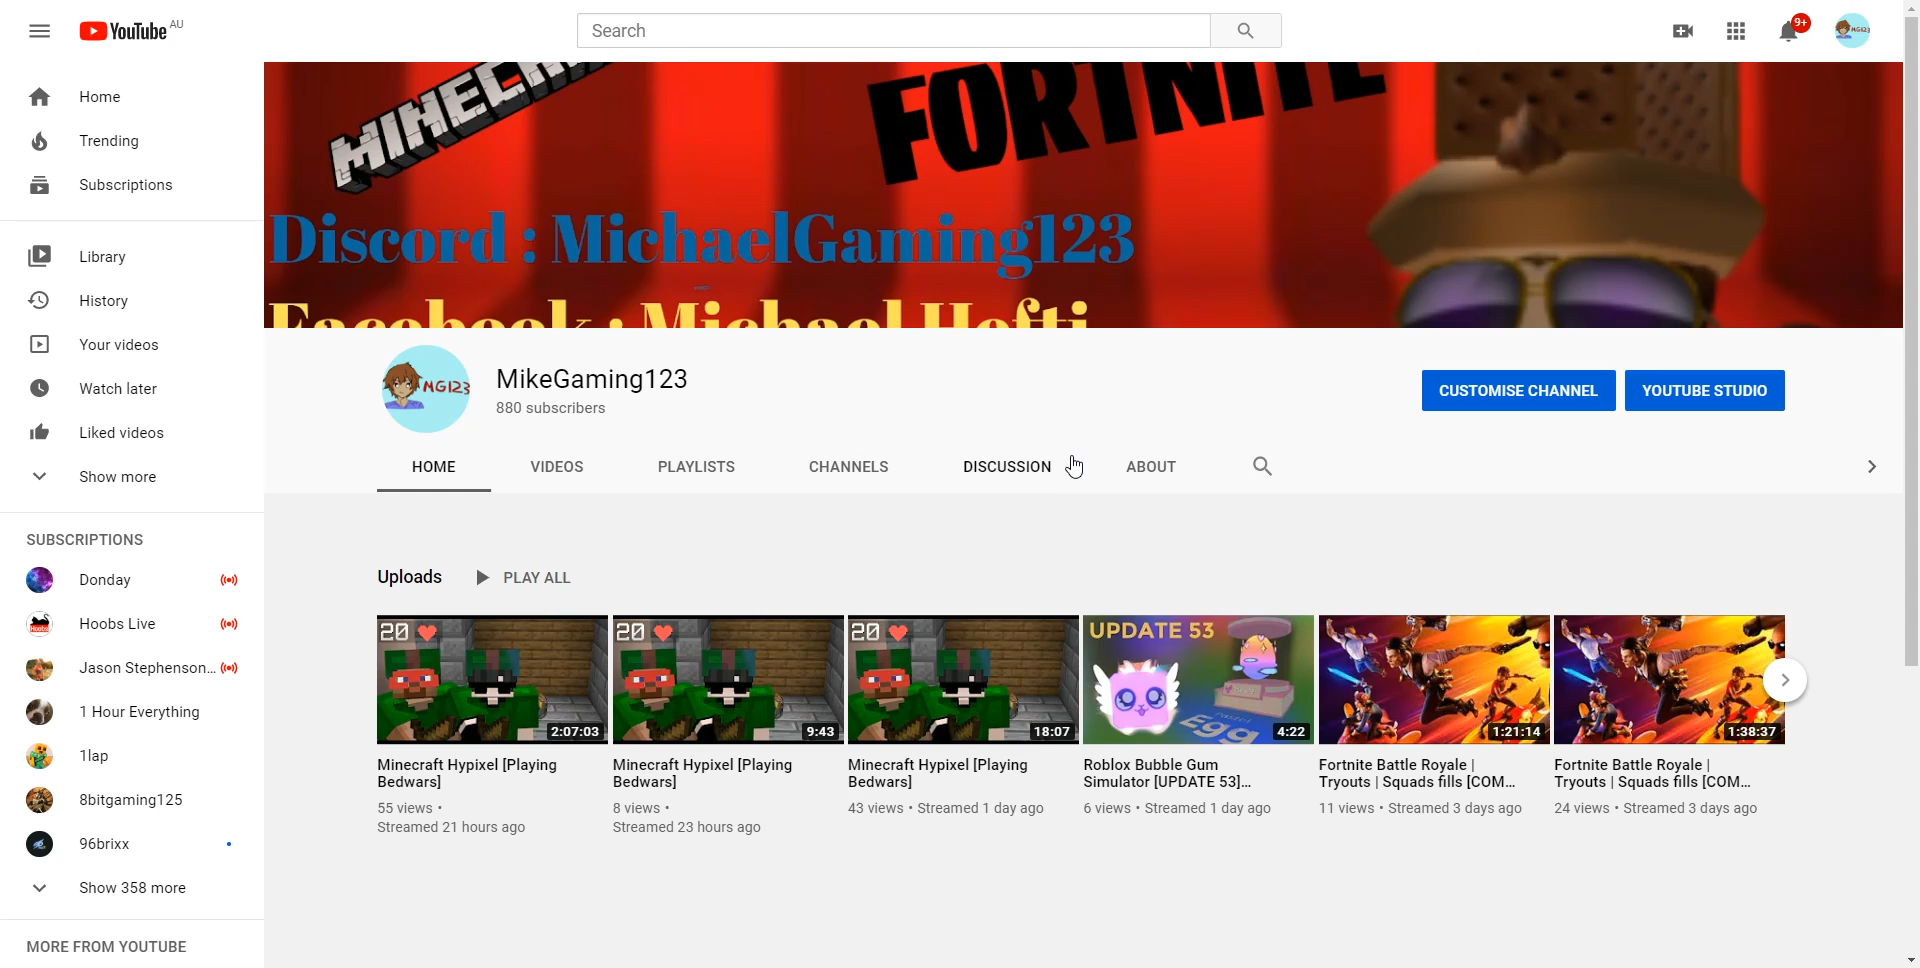 YouTube AU
Search
9+
MG123
Home
Trending
Subscriptions
Library
History
Your videos
Watch later
Liked videos
Show more
SUBSCRIPTIONS
Donday
Hoobs Live
Jason Stephenson...
1 Hour Everything
1lap
8bitgaming125
96brixx
Show 358 more
MORE FROM YOUTUBE
MINECR
FORTNITE
Discord : MichaelGaming123
Facebook : Michael Hefti
MG123
MikeGaming123
880 subscribers
CUSTOMISE CHANNEL
YOUTUBE STUDIO
HOME VIDEOS PLAYLISTS CHANNELS DISCUSSION ABOUT
Uploads PLAY ALL
20
2:07:03
20
9:43
20
18:07
UPDATE 53
Egg
4:22
1:21:14
1:38:37
Minecraft Hypixel [Playing
Bedwars]
55 views •
Streamed 21 hours ago
Minecraft Hypixel [Playing
Bedwars]
8 views •
Streamed 23 hours ago
Minecraft Hypixel [Playing
Bedwars]
43 views • Streamed 1 day ago
Roblox Bubble Gum
Simulator [UPDATE 53]...
6 views • Streamed 1 day ago
Fortnite Battle Royale |
Tryouts | Squads fills [COM...
11 views • Streamed 3 days ago
Fortnite Battle Royale |
Tryouts | Squads fills [COM...
24 views • Streamed 3 days ago